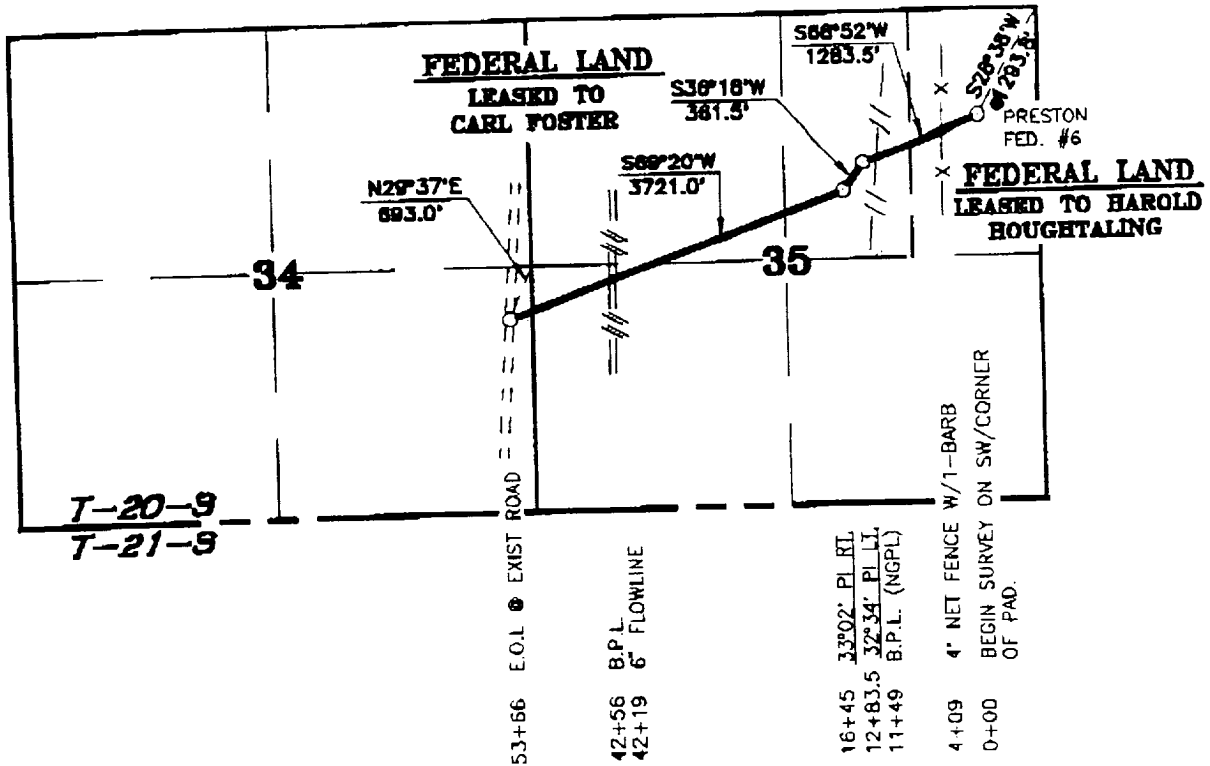 FEDERAL LAND
LEASED TO
CARL FOSTER
S68°52'W
1283.5'
S36°18'W
361.5'
S28°38'W
PRESTON
FED. #6
FEDERAL LAND
LEASED TO HAROLD
HOUGHTALING
S69°20'W
3721.0'
N29°37'E
693.0'
34
35
T-20-S
T-21-S
53+66 E.O.L @ EXIST ROAD
42+56 B.P.L.
42+19 6" FLOWLINE
16+45 33°02' PI RT.
12+83.5 32°34' PI LT.
11+49 B.P.L. (NGPL)
4+09 4" NET FENCE W/1-BARB
0+00 BEGIN SURVEY ON SW/CORNER
OF PAD.